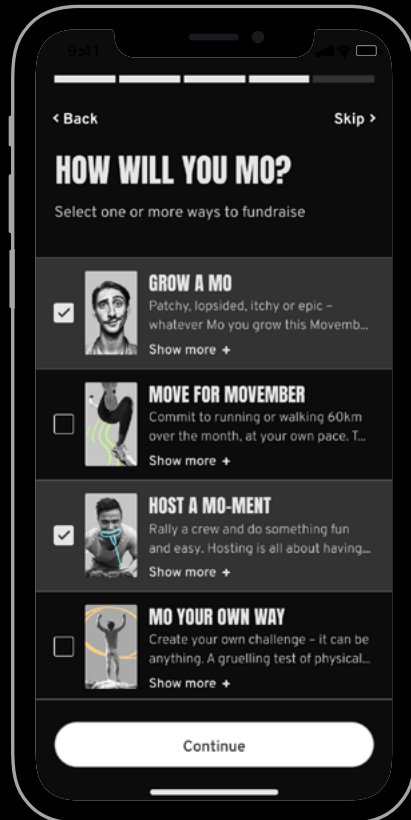 9:41
< Back
Skip >
HOW WILL YOU MO?
Select one or more ways to fundraise
GROW A MO
Patchy, lopsided, itchy or epic –
whatever Mo you grow this Movemb...
Show more +
MOVE FOR MOVEMBER
Commit to running or walking 60km
over the month, at your own pace. T...
Show more +
HOST A MO-MENT
Rally a crew and do something fun
and easy. Hosting is all about having...
Show more +
MO YOUR OWN WAY
Create your own challenge – it can be
anything. A gruelling test of physical...
Show more +
Continue